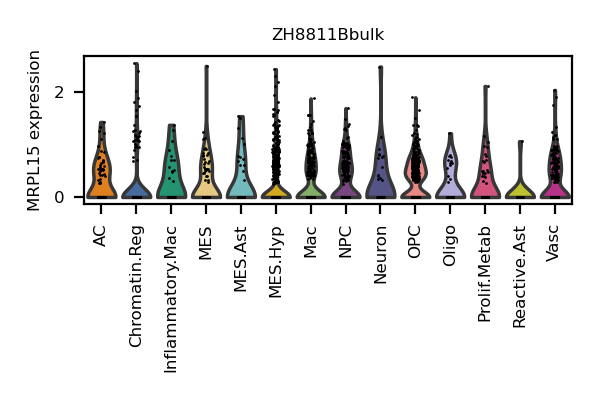 ZH8811Bbulk
MRPL15 expression
2
0
AC
Chromatin.Reg
Inflammatory.Mac
MES
MES.Ast
MES.Hyp
Mac
NPC
Neuron
OPC
Oligo
Prolif.Metab
Reactive.Ast
Vasc